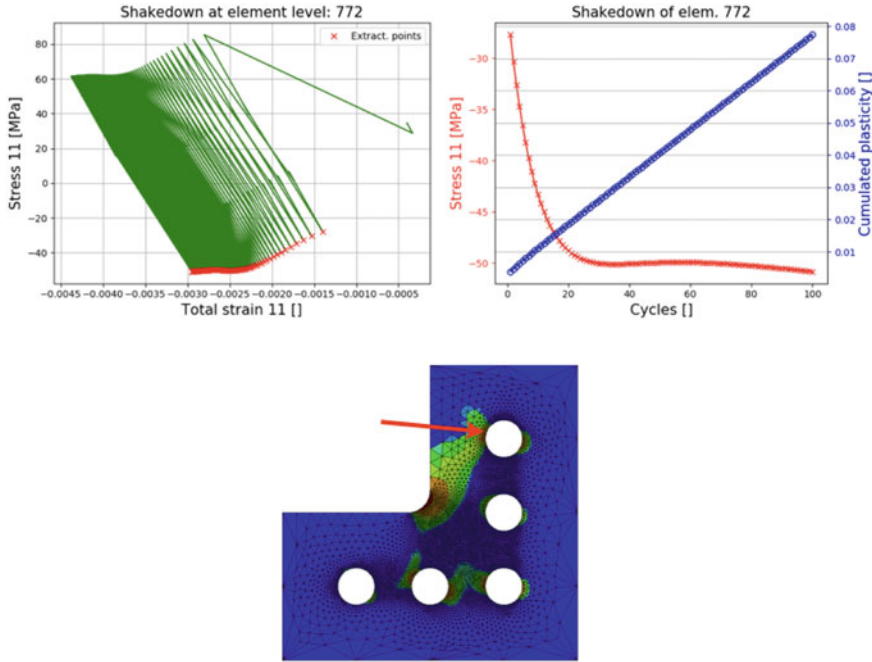 Shakedown at element level: 772
Extract. points
80
60
40
20
0
−20
−40
Stress 11 [MPa]
−0.0045 −0.0040 −0.0035 −0.0030 −0.0025 −0.0020 −0.0015 −0.0010 −0.0005
Total strain 11 []
Shakedown of elem. 772
−30
−35
−40
−45
−50
Stress 11 [MPa]
0.08
0.07
0.06
0.05
0.04
0.03
0.02
0.01
Cumulated plasticity []
0 20 40 60 80 100
Cycles []